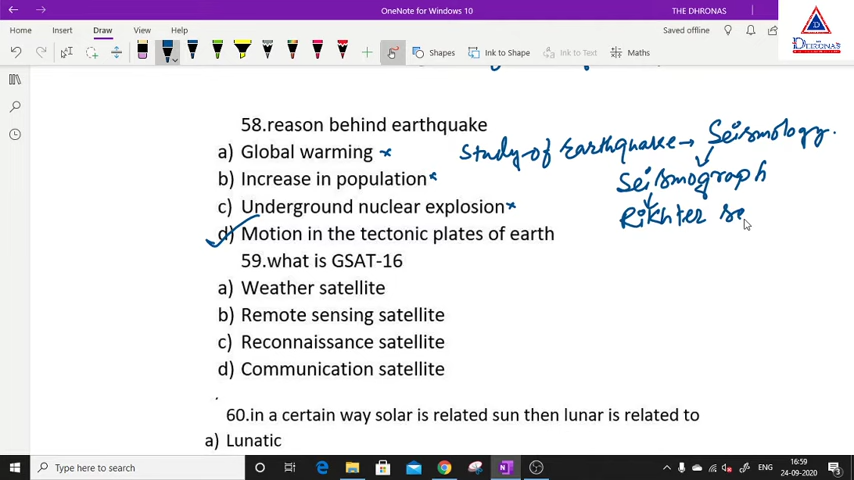 OneNote for Windows 10
THE DHRONAS
Home Insert Draw View Help
Saved offline
Shapes Ink to Shape Ink to Text Maths
DHRONA'S
58.reason behind earthquake
a) Global warming ×
b) Increase in population ×
c) Underground nuclear explosion ×
d) Motion in the tectonic plates of earth
Study of Earthquake → Seismology.
Seismograph
Rikhter se
59.what is GSAT-16
a) Weather satellite
b) Remote sensing satellite
c) Reconnaissance satellite
d) Communication satellite
60.in a certain way solar is related sun then lunar is related to
a) Lunatic
Type here to search
ENG
16:59
24-09-2020